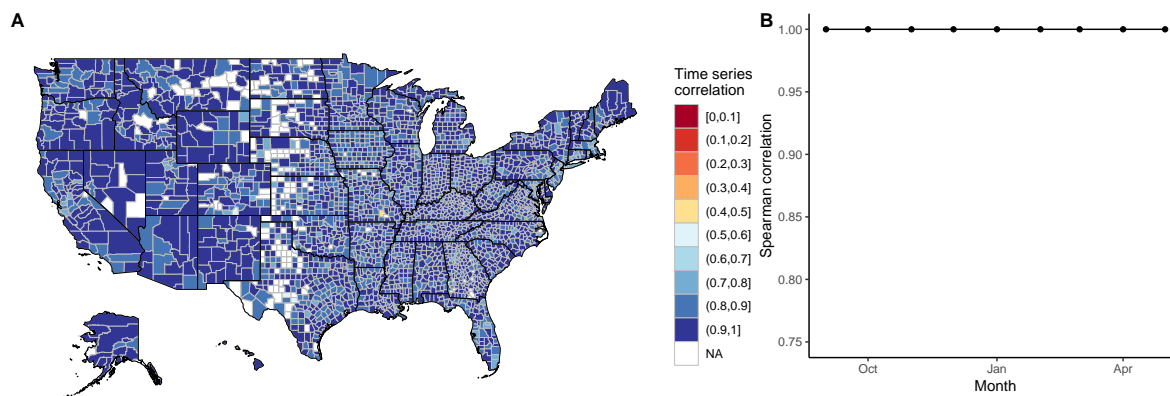 A
Time series
correlation
[0,0.1]
(0.1,0.2]
(0.2,0.3]
(0.3,0.4]
(0.4,0.5]
(0.5,0.6]
(0.6,0.7]
(0.7,0.8]
(0.8,0.9]
(0.9,1]
NA
B
Spearman correlation
1.00
0.95
0.90
0.85
0.80
0.75
Oct
Jan
Apr
Month